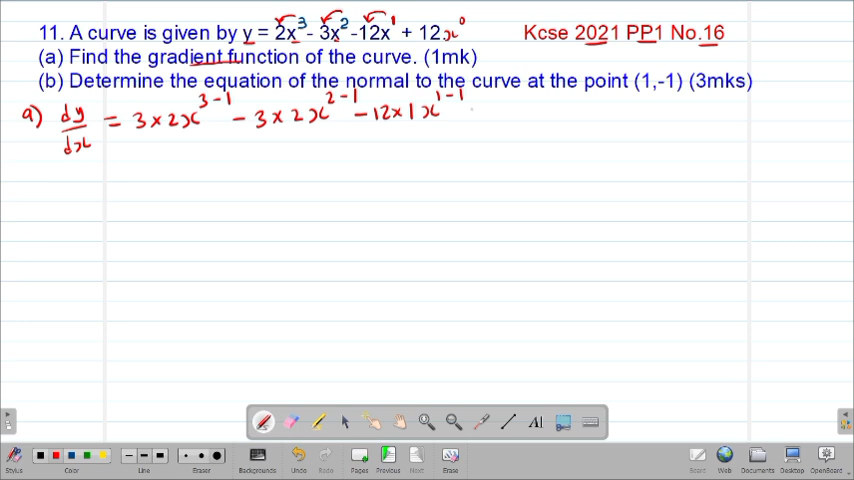 11. A curve is given by y = 2x³ - 3x² -12x¹ + 12x⁰ Kcse 2021 PP1 No.16
(a) Find the gradient function of the curve. (1mk)
(b) Determine the equation of the normal to the curve at the point (1,-1) (3mks)
a) dy/dx = 3 × 2x³⁻¹ - 3 × 2x²⁻¹ - 12 × 1x¹⁻¹
Styles Color Line Eraser Backgrounds Undo Redo Pages Previous Next Erase Board Web Documents Desktop ScreenBoard